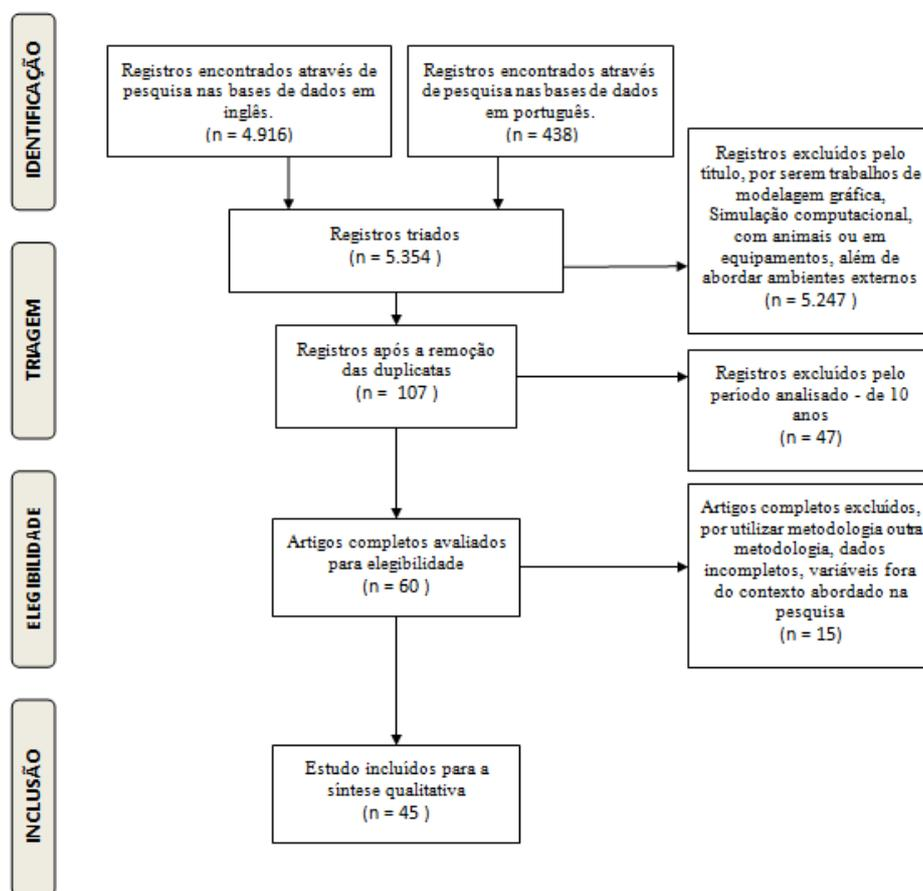 IDENTIFICAÇÃO
Registros encontrados através de
pesquisa nas bases de dados em
inglês.
(n = 4.916)
Registros encontrados através
de pesquisa nas bases de dados
em português.
(n = 438)
Registros triados
(n = 5.354 )
Registros excluídos pelo
título, por serem trabalhos de
modelagem gráfica,
Simulação computacional,
com animais ou em
equipamentos, além de
abordar ambientes externos
(n = 5.247 )
TRIAGEM
Registros após a remoção
das duplicatas
(n =  107 )
Registros excluídos pelo
período analisado - de 10
anos
(n = 47)
ELEGIBILIDADE
Artigos completos avaliados
para elegibilidade
(n = 60 )
Artigos completos excluídos,
por utilizar metodologia outra
metodologia, dados
incompletos, variáveis fora
do contexto abordado na
pesquisa
(n = 15)
INCLUSÃO
Estudo incluídos para a
síntese qualitativa
(n = 45 )